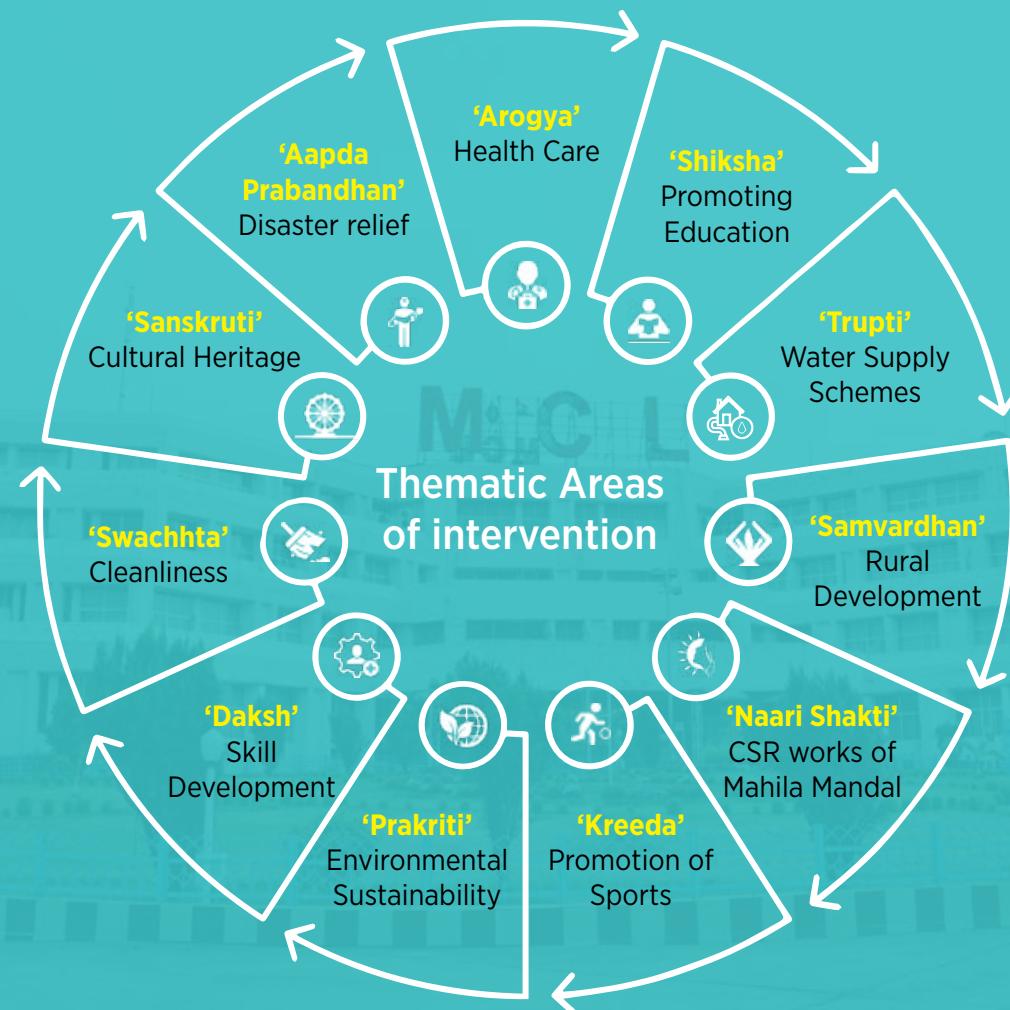 ‘Arogya’
Health Care
‘Shiksha’
Promoting
Education
‘Trupti’
Water Supply
Schemes
‘Samvardhan’
Rural
Development
‘Naari Shakti’
CSR works of
Mahila Mandal
‘Kreeda’
Promotion of
Sports
‘Prakriti’
Environmental
Sustainability
‘Daksh’
Skill
Development
‘Swachhta’
Cleanliness
‘Sanskruti’
Cultural Heritage
‘Aapda
Prabandhan’
Disaster relief
M C L
Thematic Areas
of intervention